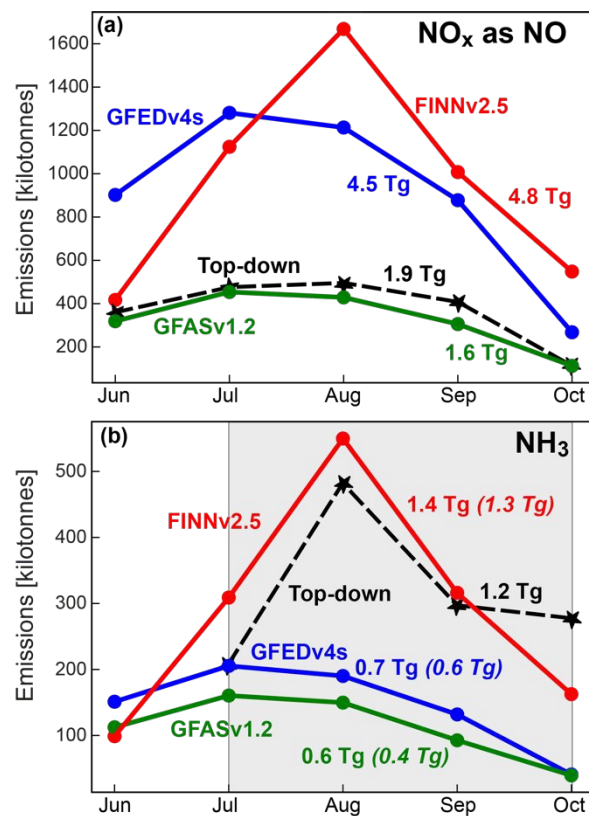 (a)
NOx as NO
1600
1400
1200
1000
800
600
400
200
Emissions [kilotonnes]
GFEDv4s
FINNv2.5
4.5 Tg
4.8 Tg
Top-down
1.9 Tg
GFASv1.2
1.6 Tg
Jun Jul Aug Sep Oct
(b)
NH3
500
400
300
200
100
Emissions [kilotonnes]
FINNv2.5
1.4 Tg (1.3 Tg)
1.2 Tg
Top-down
GFEDv4s
0.7 Tg (0.6 Tg)
GFASv1.2
0.6 Tg (0.4 Tg)
Jun Jul Aug Sep Oct